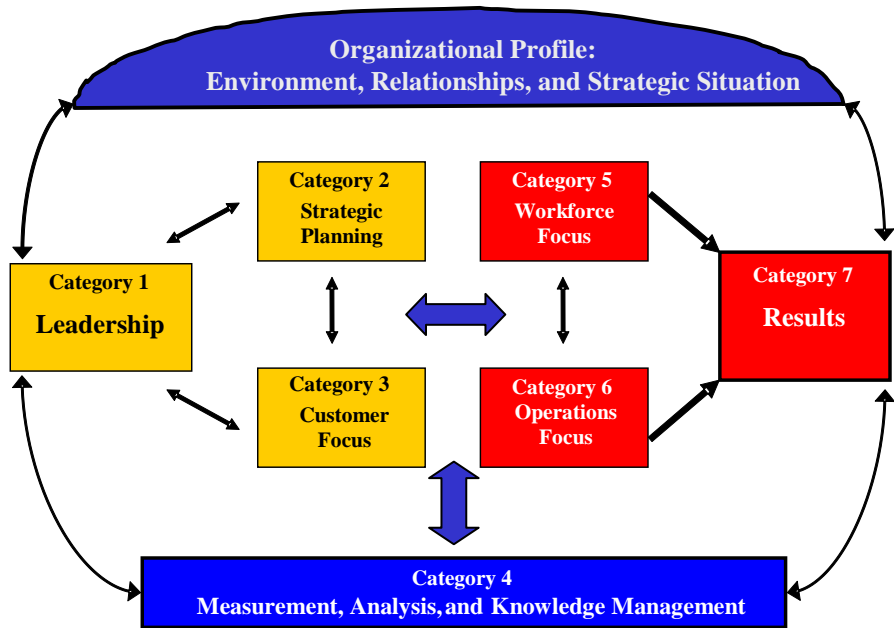 Organizational Profile:
Environment, Relationships, and Strategic Situation
Category 2
Strategic
Planning
Category 5
Workforce
Focus
Category 1
Leadership
Category 7
Results
Category 3
Customer
Focus
Category 6
Operations
Focus
Category 4
Measurement, Analysis, and Knowledge Management